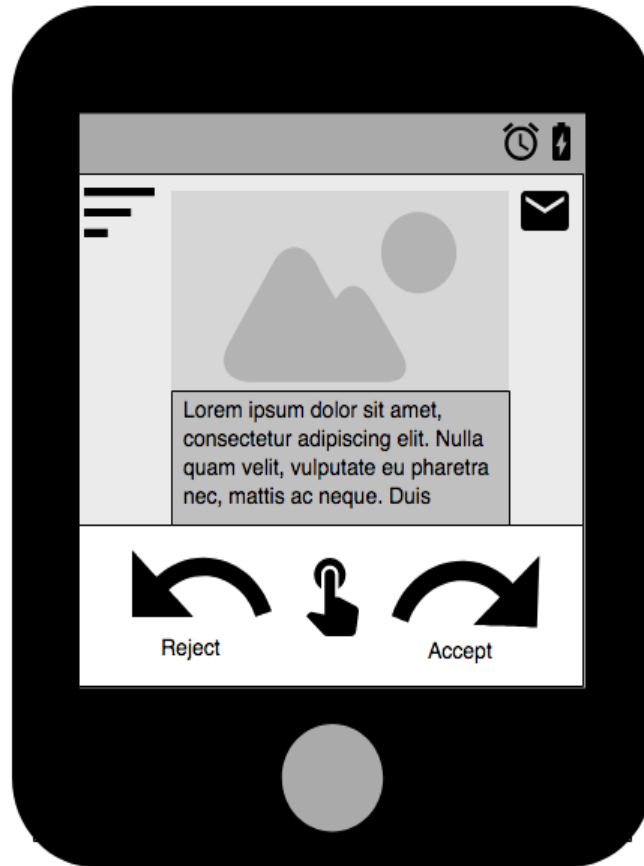 Lorem ipsum dolor sit amet,
consectetur adipiscing elit. Nulla
quam velit, vulputate eu pharetra
nec, mattis ac neque. Duis
Reject
Accept